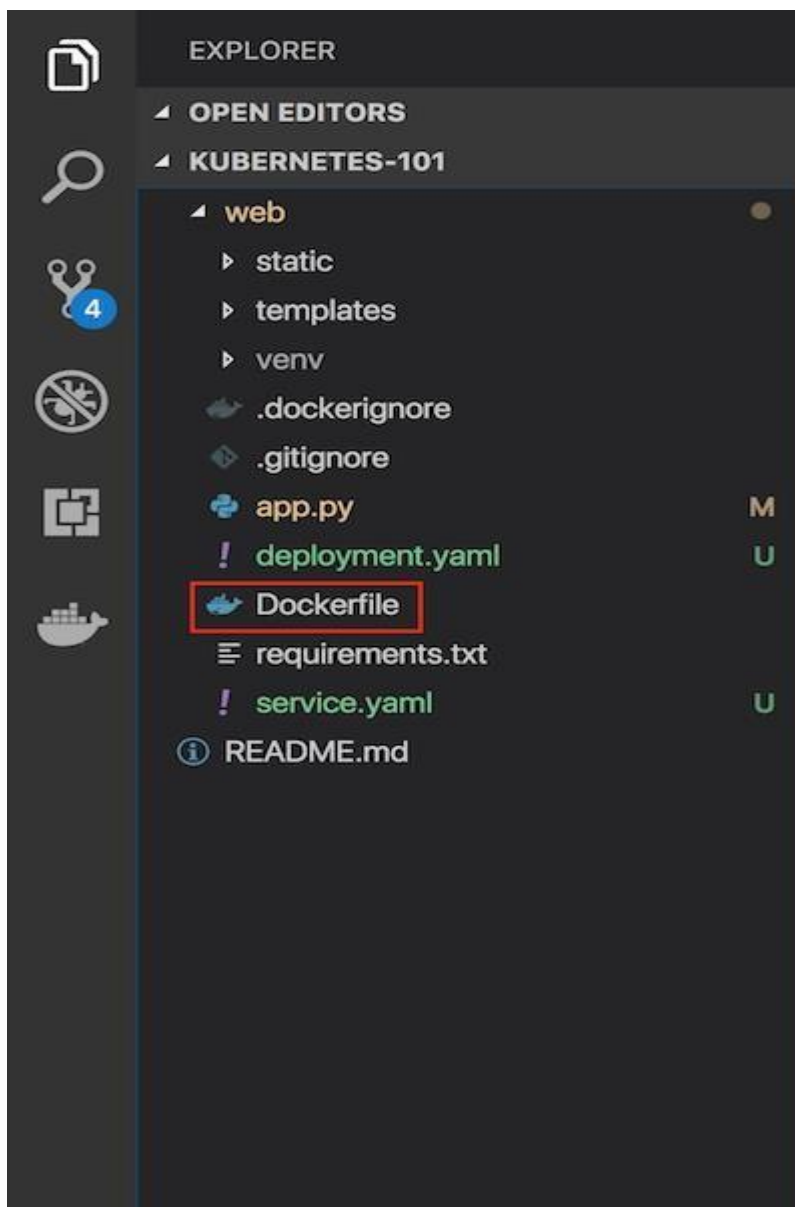 EXPLORER
OPEN EDITORS
KUBERNETES-101
web
static
templates
4
venv
.dockerignore
.gitignore
app.py M
! deployment.yaml U
Dockerfile
requirements.txt
! service.yaml U
README.md